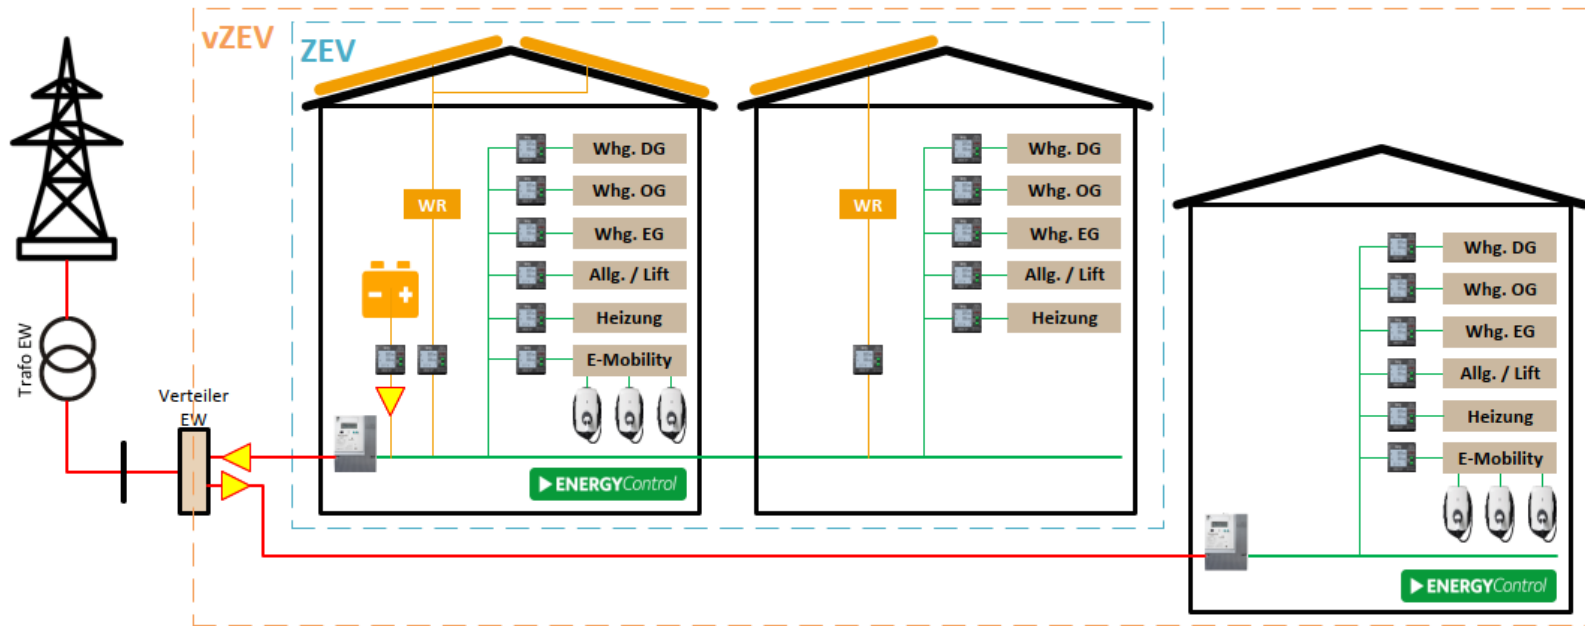 vZEV
ZEV
Whg. DG
Whg. OG
Whg. EG
Allg. / Lift
Heizung
E-Mobility
WR
Whg. DG
Whg. OG
Whg. EG
Allg. / Lift
Heizung
WR
Whg. DG
Whg. OG
Whg. EG
Allg. / Lift
Heizung
E-Mobility
Trafo EW
Verteiler
EW
ENERGYControl
ENERGYControl